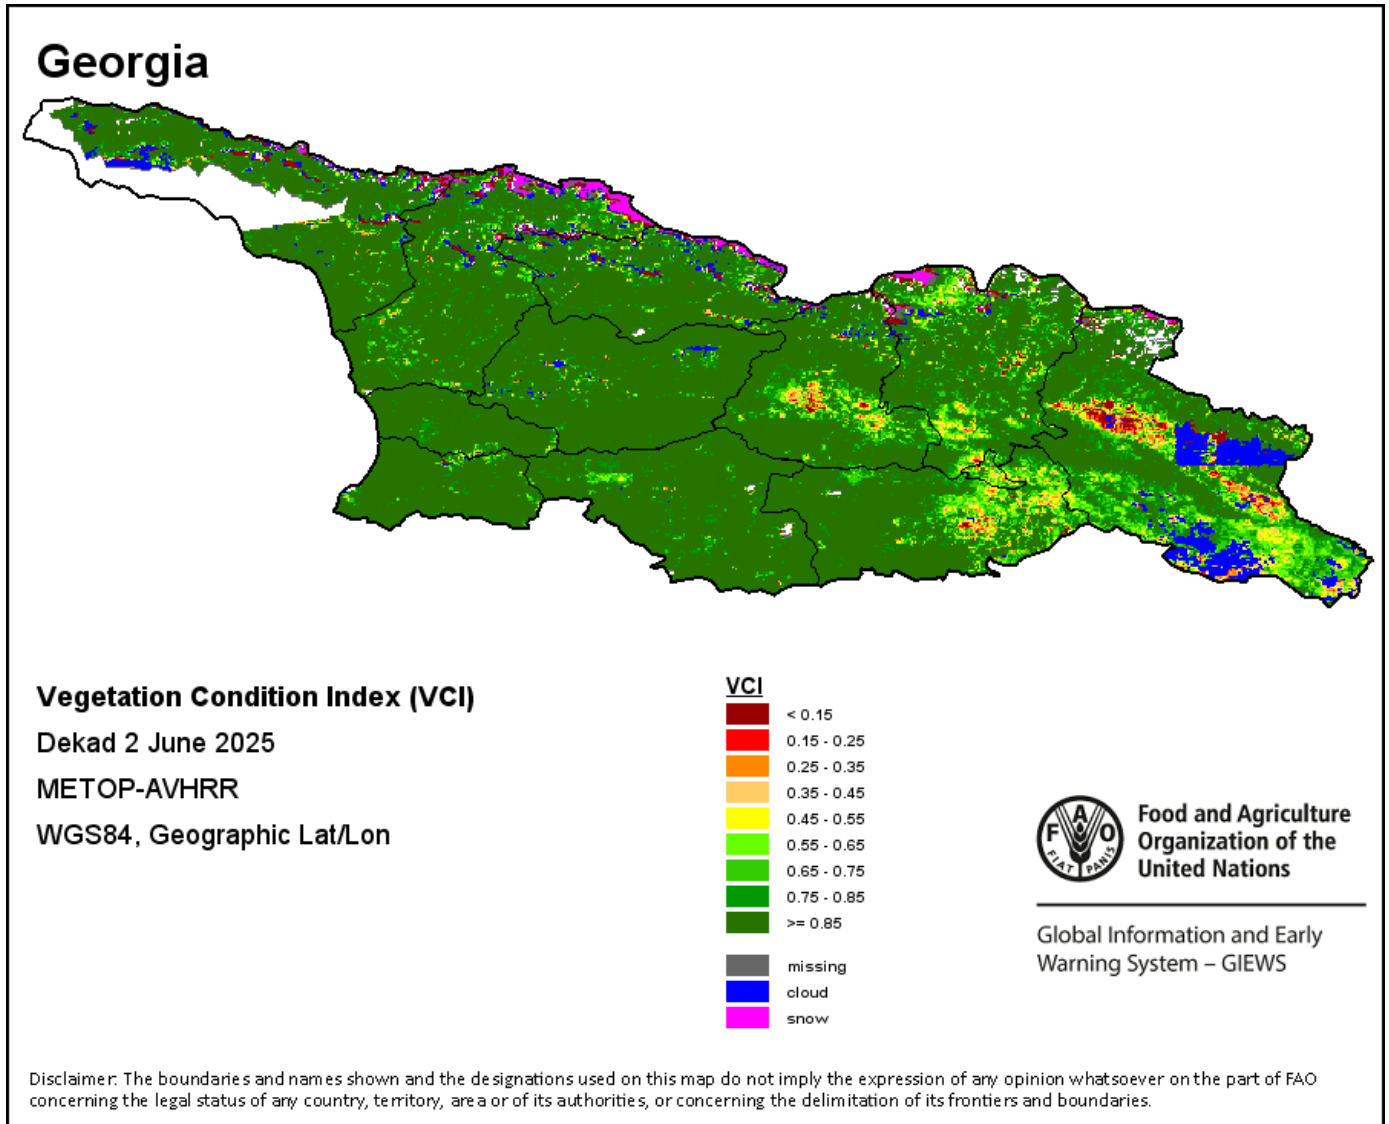 Georgia
Vegetation Condition Index (VCI)
Dekad 2 June 2025
METOP-AVHRR
WGS84, Geographic Lat/Lon
VCI
< 0.15
0.15 - 0.25
0.25 - 0.35
0.35 - 0.45
0.45 - 0.55
0.55 - 0.65
0.65 - 0.75
0.75 - 0.85
>= 0.85
missing
cloud
snow
F A O
FIAT PANIS
Food and Agriculture
Organization of the
United Nations
Global Information and Early
Warning System – GIEWS
Disclaimer: The boundaries and names shown and the designations used on this map do not imply the expression of any opinion whatsoever on the part of FAO
concerning the legal status of any country, territory, area or of its authorities, or concerning the delimitation of its frontiers and boundaries.